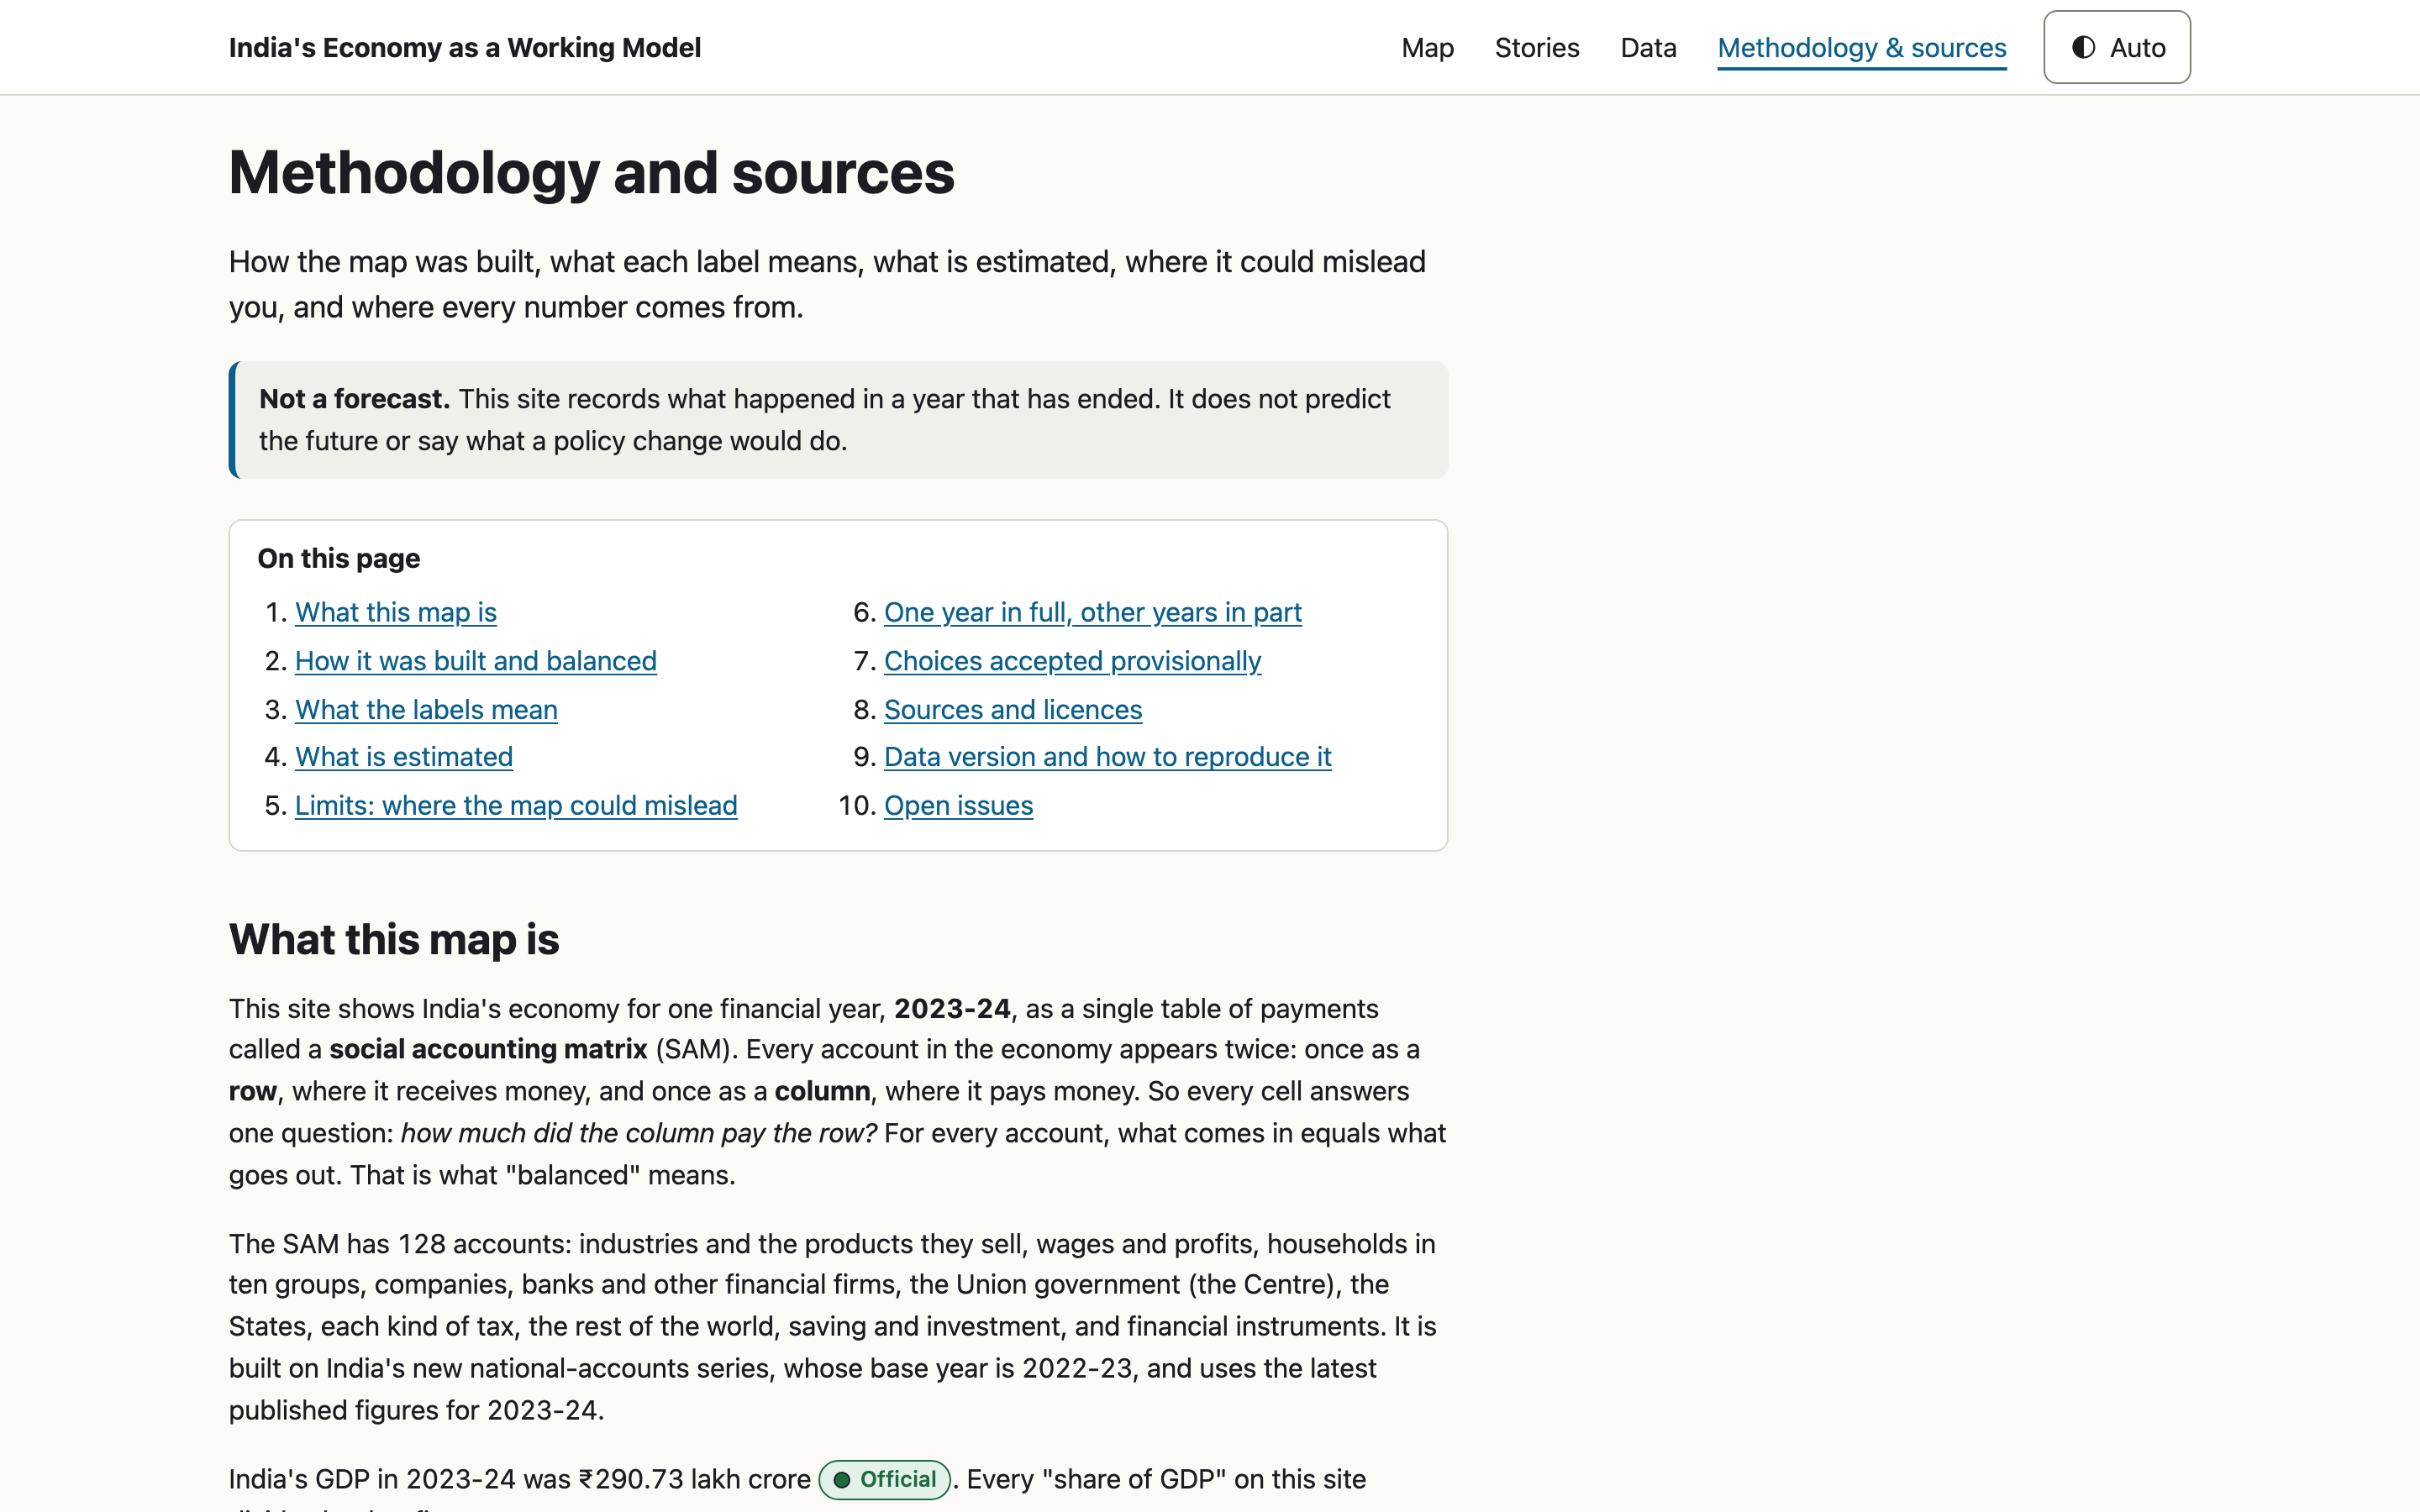 India's Economy as a Working Model
Map
Stories
Data
Methodology & sources
Auto
Methodology and sources
How the map was built, what each label means, what is estimated, where it could mislead
you, and where every number comes from.
Not a forecast. This site records what happened in a year that has ended. It does not predict
the future or say what a policy change would do.
On this page
1. What this map is
2. How it was built and balanced
3. What the labels mean
4. What is estimated
5. Limits: where the map could mislead
6. One year in full, other years in part
7. Choices accepted provisionally
8. Sources and licences
9. Data version and how to reproduce it
10. Open issues
What this map is
This site shows India's economy for one financial year, 2023-24, as a single table of payments
called a social accounting matrix (SAM). Every account in the economy appears twice: once as a
row, where it receives money, and once as a column, where it pays money. So every cell answers
one question: how much did the column pay the row? For every account, what comes in equals what
goes out. That is what "balanced" means.
The SAM has 128 accounts: industries and the products they sell, wages and profits, households in
ten groups, companies, banks and other financial firms, the Union government (the Centre), the
States, each kind of tax, the rest of the world, saving and investment, and financial instruments. It is
built on India's new national-accounts series, whose base year is 2022-23, and uses the latest
published figures for 2023-24.
India's GDP in 2023-24 was ₹290.73 lakh crore Official. Every "share of GDP" on this site